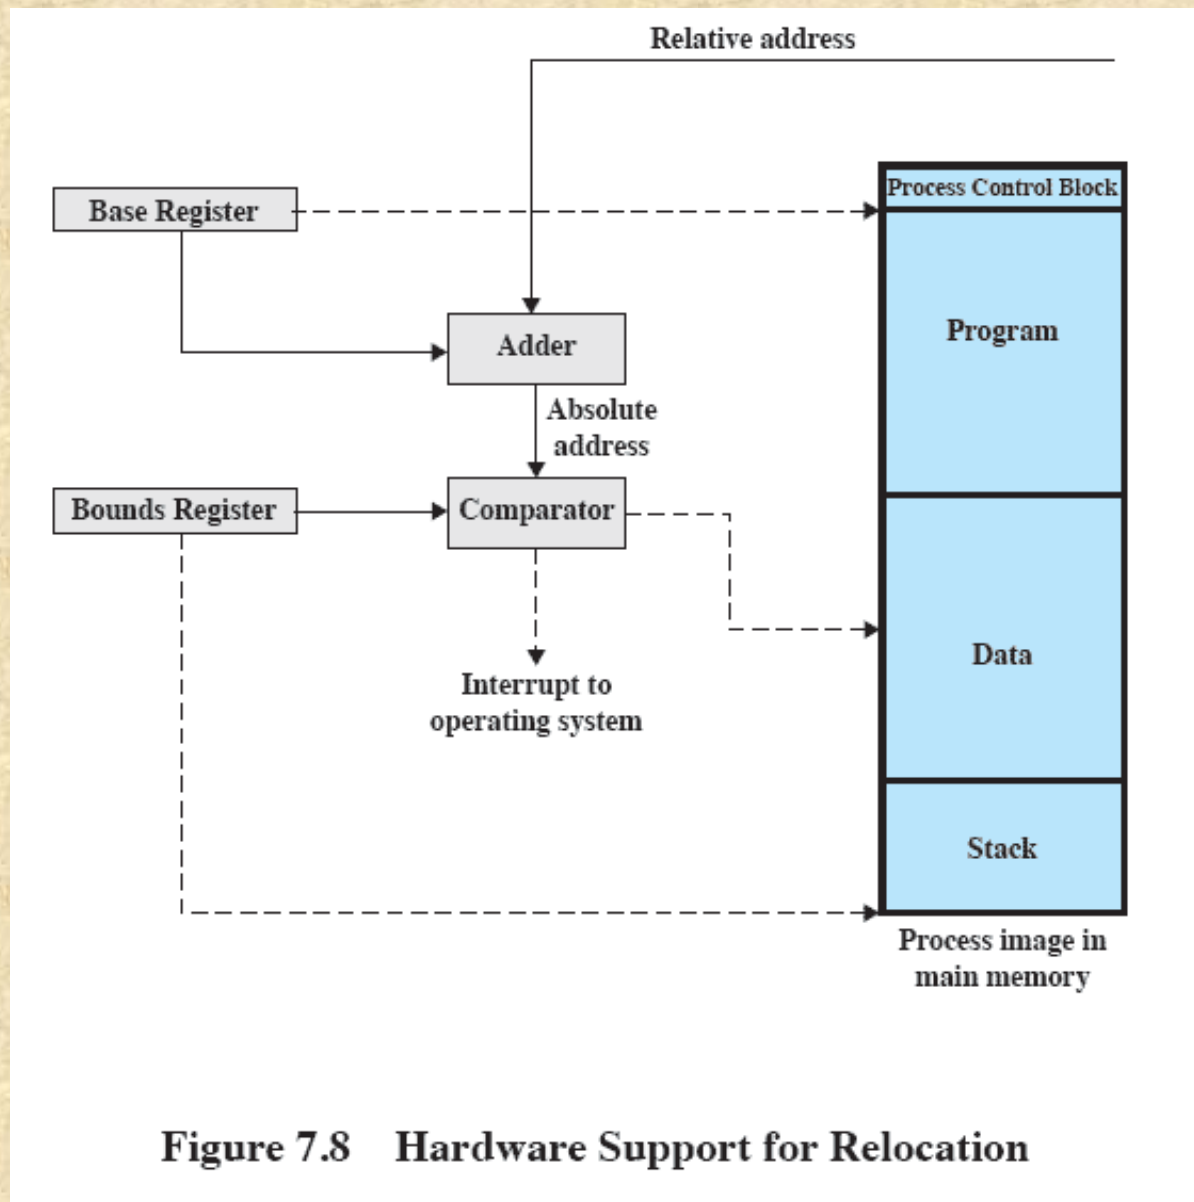 Relative address
Process Control Block
Base Register
Program
Adder
Absolute
address
Bounds Register
Comparator
Data
Interrupt to
operating system
Stack
Process image in
main memory
Figure 7.8 Hardware Support for Relocation